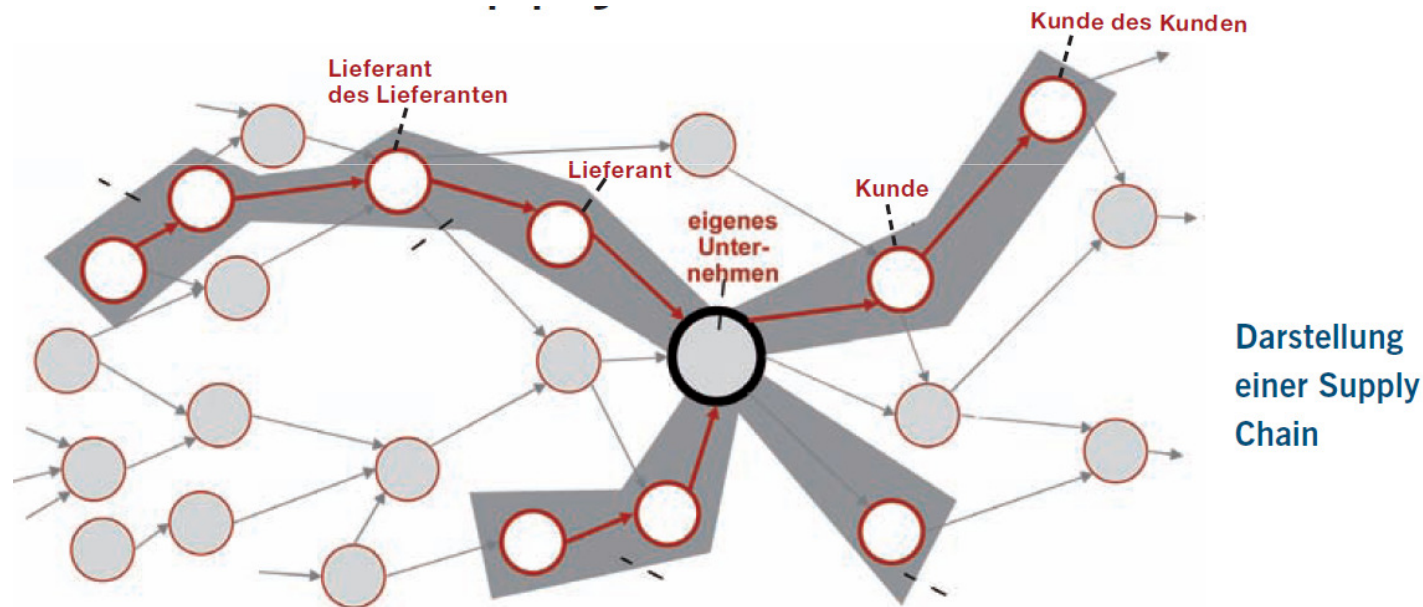 Kunde des Kunden
Lieferant
des Lieferanten
Lieferant
Kunde
eigenes
Unter-
nehmen
Darstellung
einer Supply
Chain